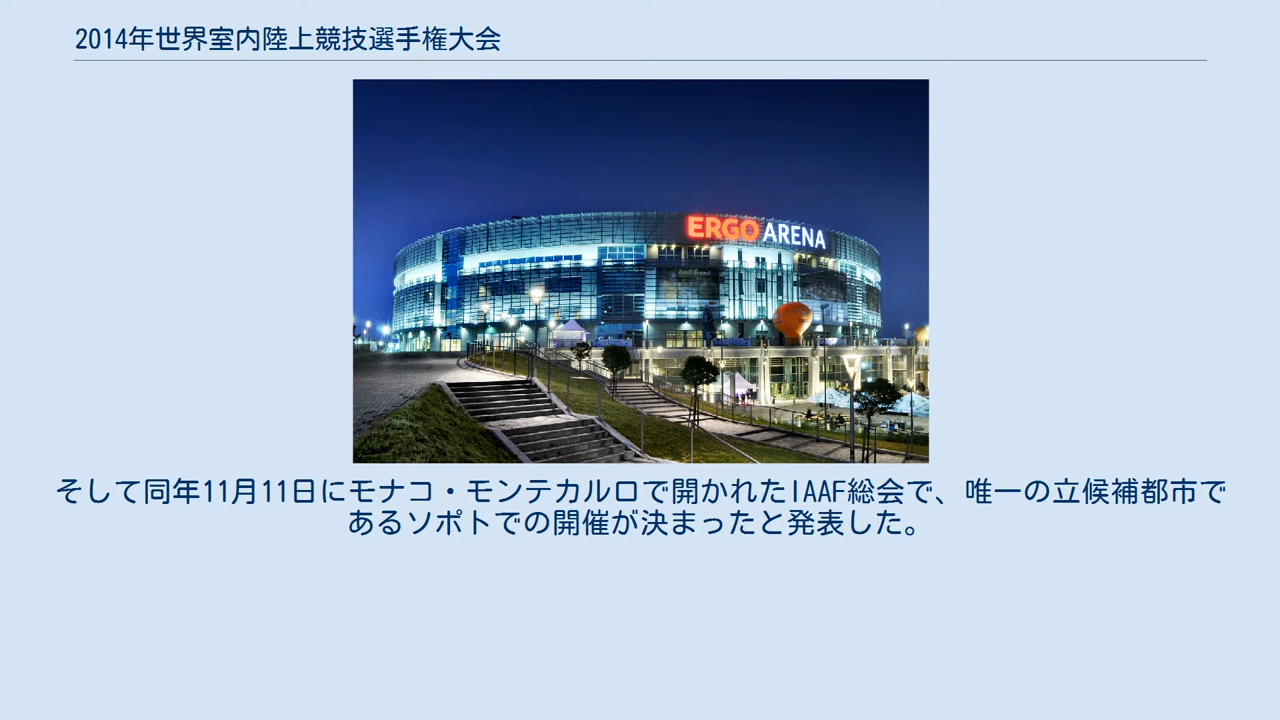 2014年世界室内陸上競技選手権大会
ERGO ARENA
そして同年11月11日にモナコ・モンテカルロで開かれたIAAF総会で、唯一の立候補都市で
あるソポトでの開催が決まったと発表した。